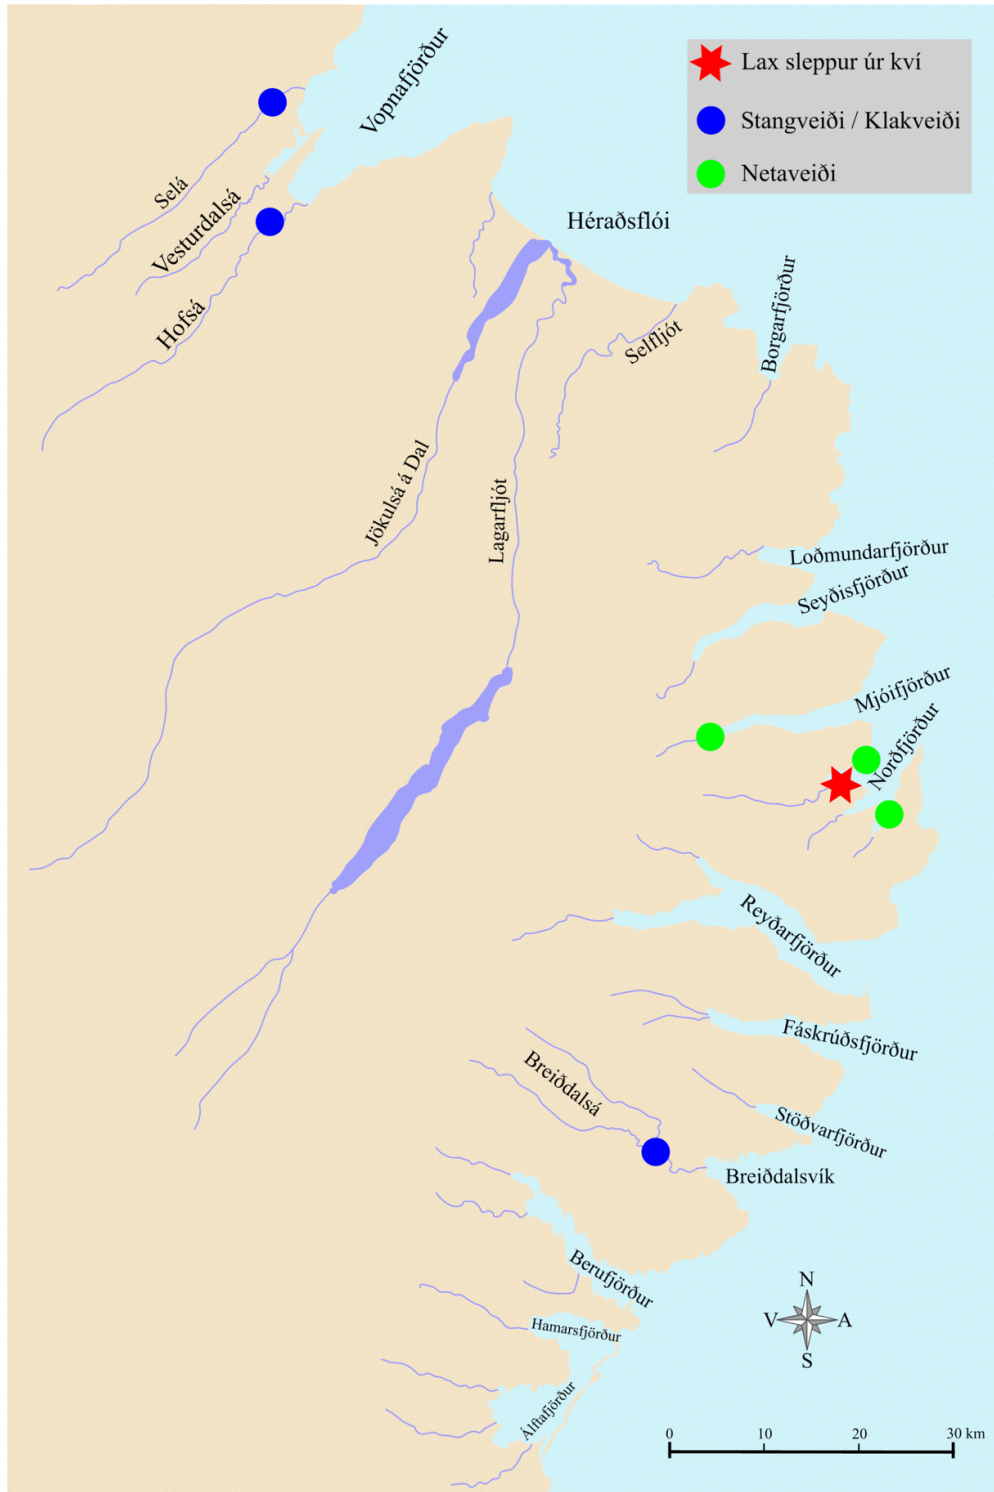 Lax sleppur úr kví
Stangveiði / Klakveiði
Netaveiði
Vopnafjörður
Selá
Vesturdalsá
Hofsá
Héraðsflói
Borgarfjörður
Selfljót
Jökulsá á Dal
Lagarfljót
Loðmundarfjörður
Seyðisfjörður
Mjóifjörður
Norðfjörður
Reyðarfjörður
Fáskrúðsfjörður
Breiðdalsá
Stöðvarfjörður
Breiðdalsvík
Berufjörður
Hamarsfjörður
Álftafjörður
N
V A
S
0 10 20 30 km